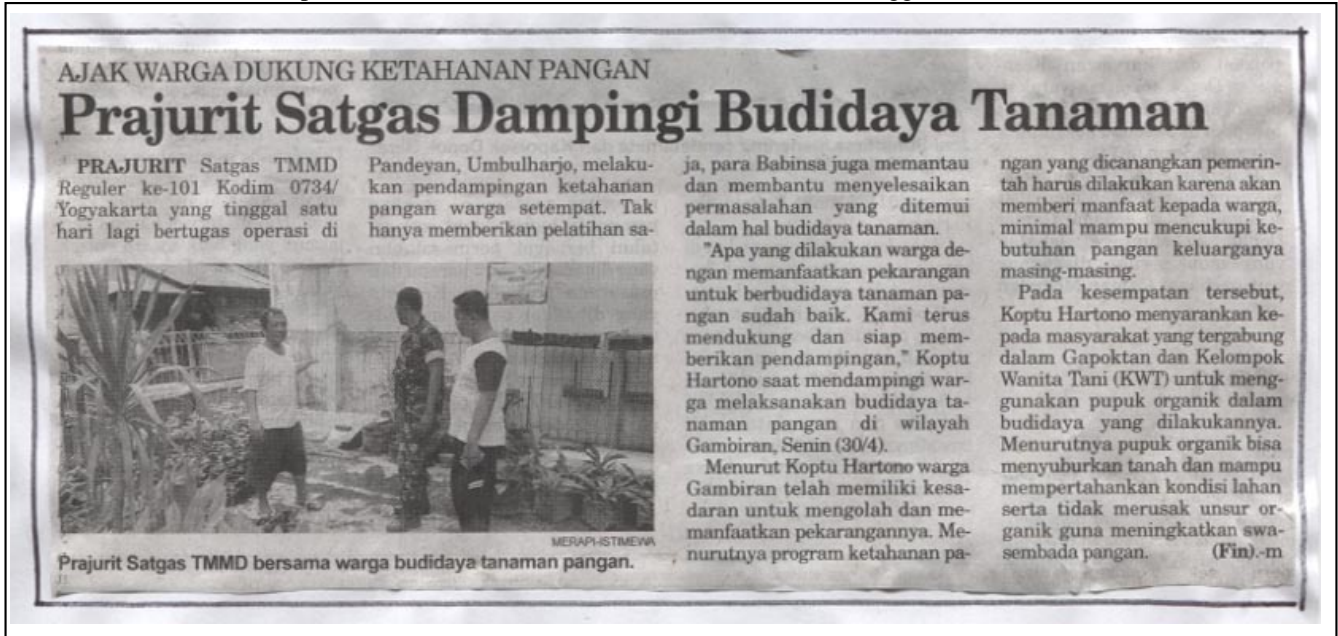 AJAK WARGA DUKUNG KETAHANAN PANGAN
Prajurit Satgas Dampingi Budidaya Tanaman
PRAJURIT Satgas TMMD
Reguler ke-101 Kodim 0734/
Yogyakarta yang tinggal satu
hari lagi bertugas operasi di
Pandeyan, Umbulharjo, melaku-
kan pendampingan ketahanan
pangan warga setempat. Tak
hanya memberikan pelatihan sa-
ja, para Babinsa juga memantau
dan membantu menyelesaikan
permasalahan yang ditemui
dalam hal budidaya tanaman.
"Apa yang dilakukan warga de-
ngan memanfaatkan pekarangan
untuk berbudidaya tanaman pa-
ngan sudah baik. Kami terus
mendukung dan siap mem-
berikan pendampingan," Koptu
Hartono saat mendampingi war-
ga melaksanakan budidaya ta-
naman pangan di wilayah
Gambiran, Senin (30/4).
Menurut Koptu Hartono warga
Gambiran telah memiliki kesa-
daran untuk mengolah dan me-
manfaatkan pekarangannya. Me-
nurutnya program ketahanan pa-
ngan yang dicanangkan pemerin-
tah harus dilakukan karena akan
memberi manfaat kepada warga,
minimal mampu mencukupi ke-
butuhan pangan keluarganya
masing-masing.
Pada kesempatan tersebut,
Koptu Hartono menyarankan ke-
pada masyarakat yang tergabung
dalam Gapoktan dan Kelompok
Wanita Tani (KWT) untuk meng-
gunakan pupuk organik dalam
budidaya yang dilakukannya.
Menurutnya pupuk organik bisa
menyuburkan tanah dan mampu
mempertahankan kondisi lahan
serta tidak merusak unsur or-
ganik guna meningkatkan swa-
sembada pangan. (Fin).-m
MERAPI-ISTIMEWA
Prajurit Satgas TMMD bersama warga budidaya tanaman pangan.